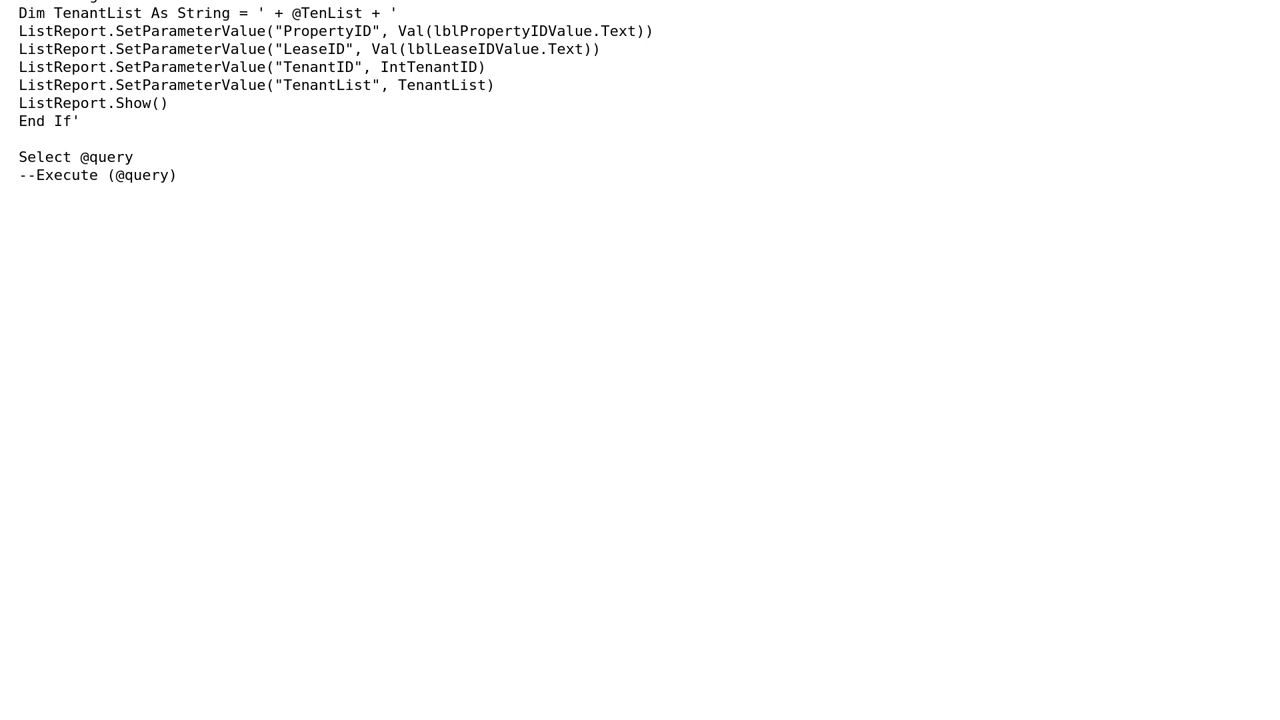 Dim TenantList As String = ' + @TenList + '
ListReport.SetParameterValue("PropertyID", Val(lblPropertyIDValue.Text))
ListReport.SetParameterValue("LeaseID", Val(lblLeaseIDValue.Text))
ListReport.SetParameterValue("TenantID", IntTenantID)
ListReport.SetParameterValue("TenantList", TenantList)
ListReport.Show()
End If'

Select @query
--Execute (@query)